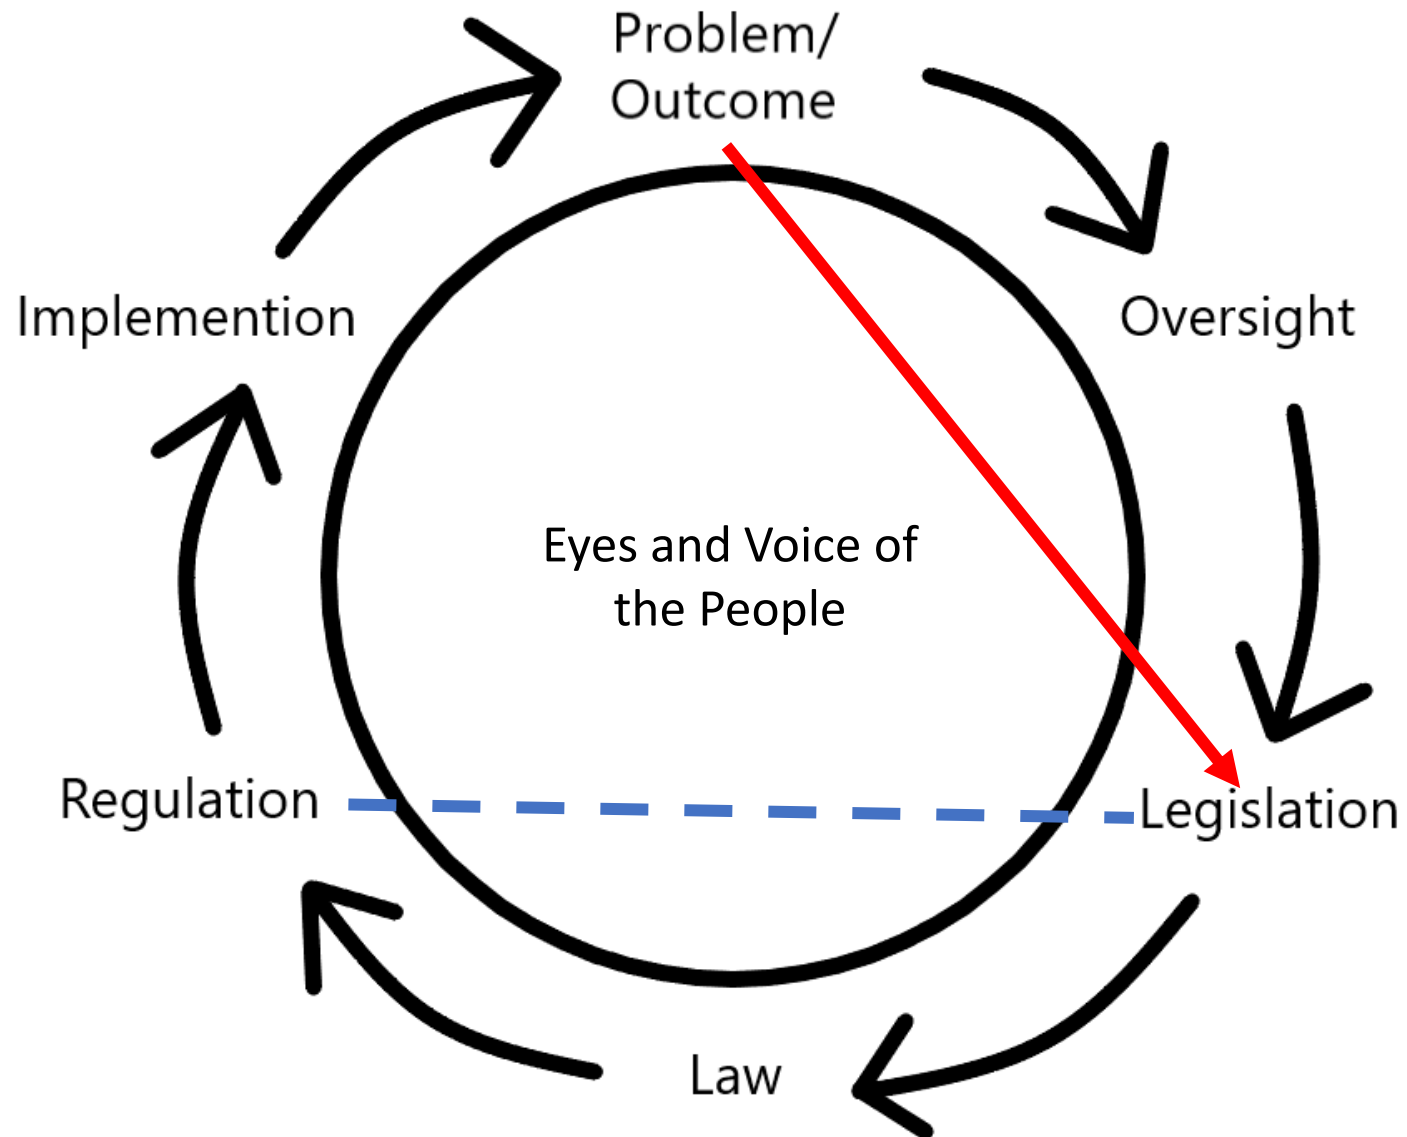 Problem/
Outcome
Oversight
Legislation
Law
Regulation
Implemention
Eyes and Voice of
the People